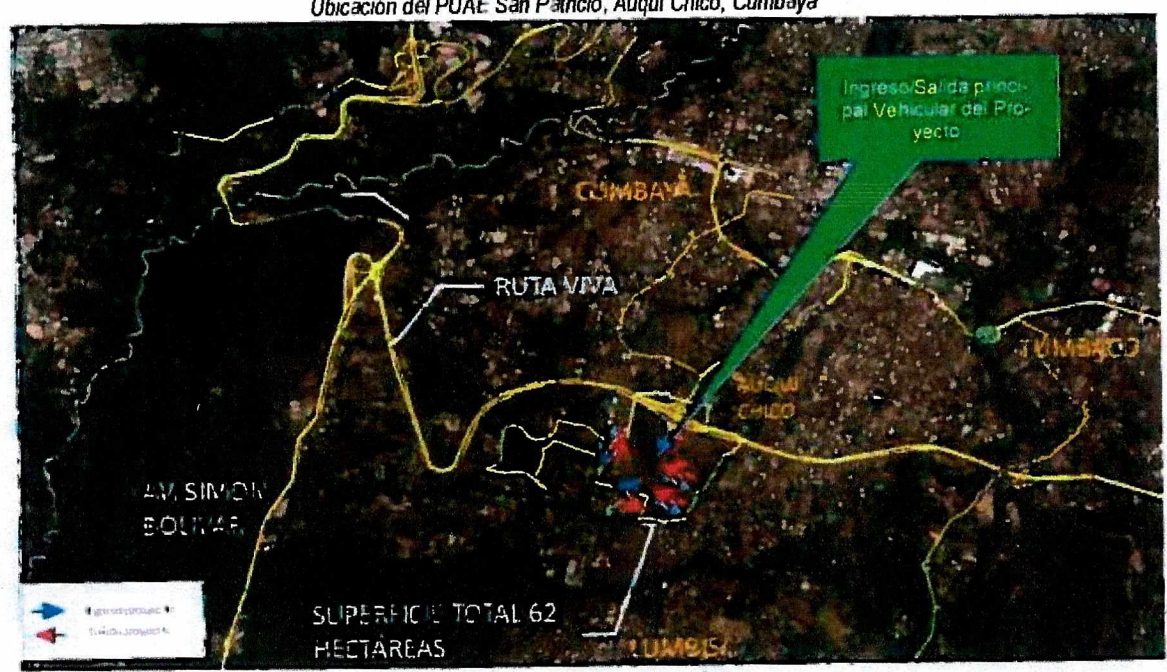 Ubicación del PUAE San Patricio, Auqui Chico, Cumbayá
Ingreso/Salida princi-
pal Vehicular del Pro-
yecto
CUMBAYÁ
RUTA VIVA
TUMBACO
AUQUI
CHICO
AV. SIMON
BOLIVAR
SUPERFICIE TOTAL 62
HECTÁREAS
LUMBISI